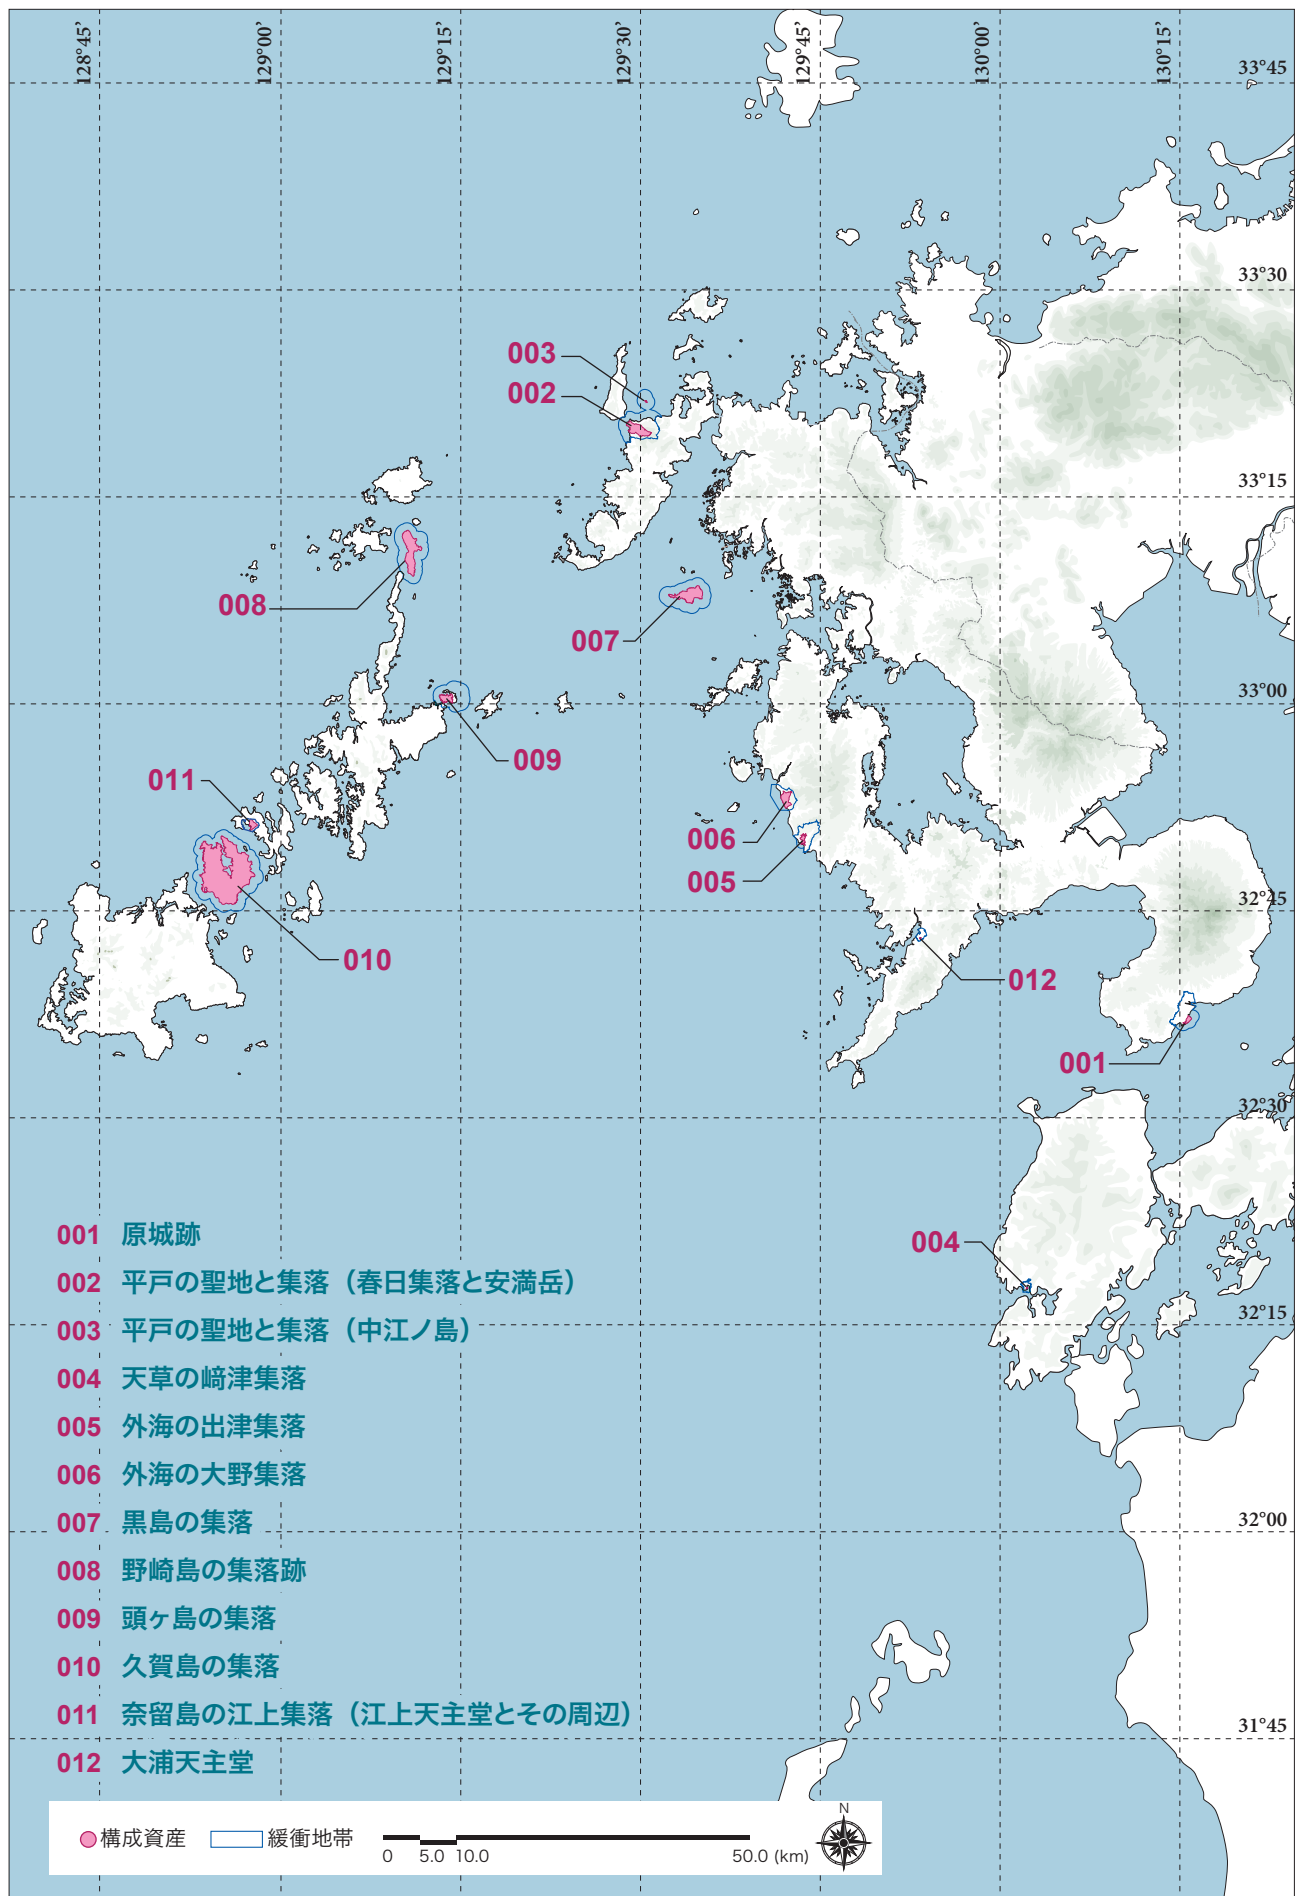 128°45'
129°00'
129°15'
129°30'
129°45'
130°00'
130°15'
33°45
33°30
003
002
33°15
008
007
33°00
009
011
006
005
32°45
010
012
001
32°30
004
32°15
32°00
31°45
001 原城跡
002 平戸の聖地と集落（春日集落と安満岳）
003 平戸の聖地と集落（中江ノ島）
004 天草の﨑津集落
005 外海の出津集落
006 外海の大野集落
007 黒島の集落
008 野崎島の集落跡
009 頭ヶ島の集落
010 久賀島の集落
011 奈留島の江上集落（江上天主堂とその周辺）
012 大浦天主堂
構成資産 緩衝地帯
0 5.0 10.0 50.0 (km)
N